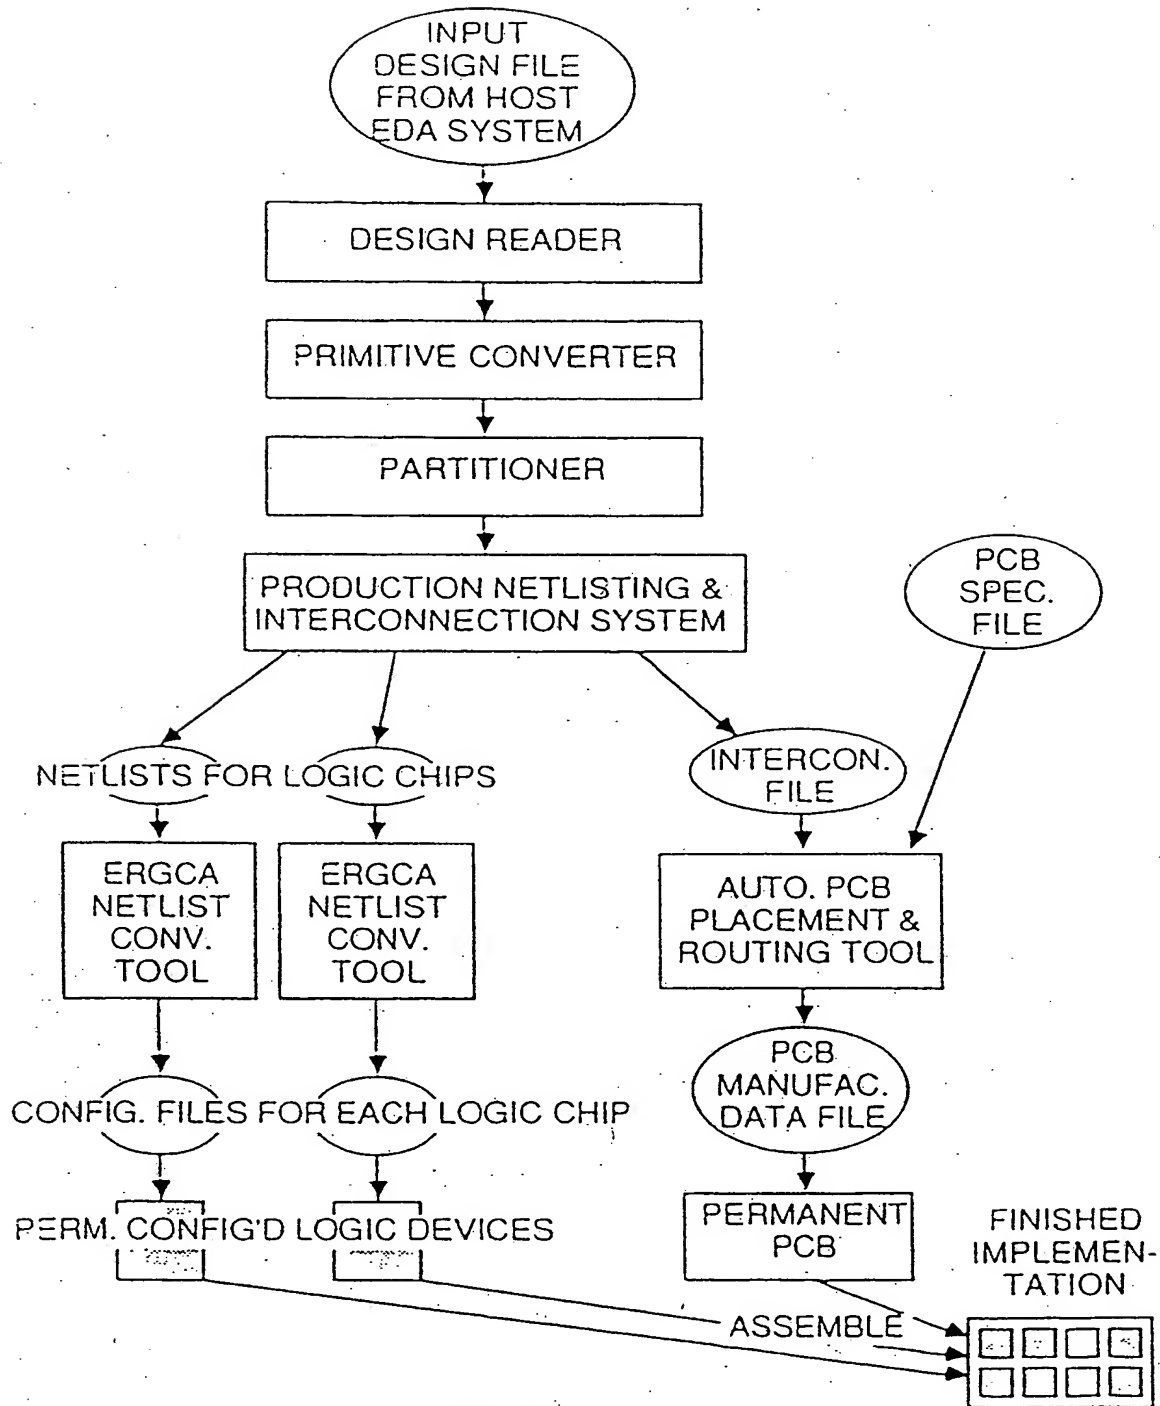 INPUT
DESIGN FILE
FROM HOST
EDA SYSTEM
DESIGN READER
PRIMITIVE CONVERTER
PARTITIONER
PRODUCTION NETLISTING &
INTERCONNECTION SYSTEM
PCB
SPEC.
FILE
NETLISTS FOR LOGIC CHIPS
INTERCON.
FILE
ERGCA
NETLIST
CONV.
TOOL
ERGCA
NETLIST
CONV.
TOOL
AUTO. PCB
PLACEMENT &
ROUTING TOOL
CONFIG. FILES FOR EACH LOGIC CHIP
PCB
MANUFAC.
DATA FILE
PERM. CONFIG'D LOGIC DEVICES
PERMANENT
PCB
FINISHED
IMPLEMEN-
TATION
ASSEMBLE